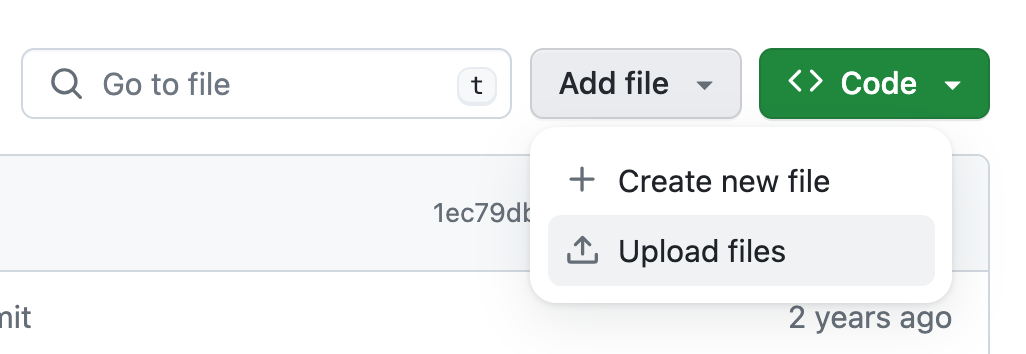 Go to file t Add file <> Code
Create new file
1ec79db
Upload files
mit
2 years ago